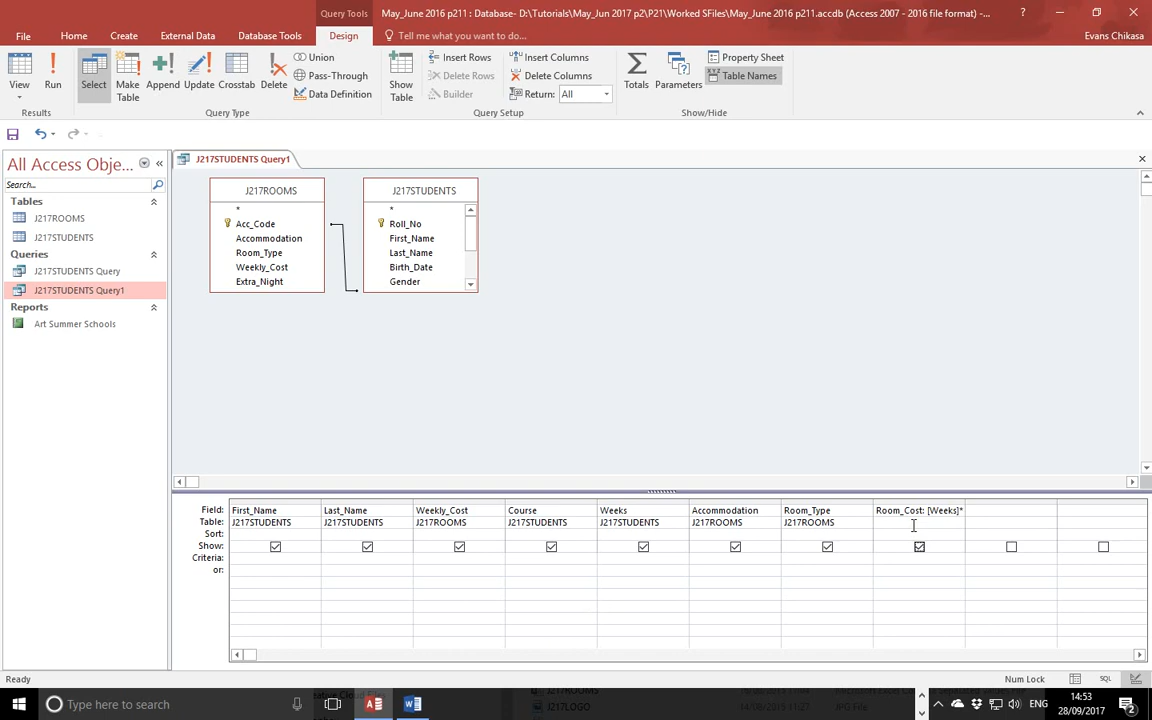 Query Tools
May_June 2016 p211 : Database- D:\Tutorials\May_Jun 2017 p2\P21\Worked SFiles\May_June 2016 p211.accdb (Access 2007 - 2016 file format) -...
?
File Home Create External Data Database Tools Design Tell me what you want to do... Evans Chikasa
View Run Select Make Table Append Update Crosstab Delete
Union
Pass-Through
Data Definition
Show Table
Insert Rows
Delete Rows
Builder
Insert Columns
Delete Columns
Return: All
Totals Parameters
Property Sheet
Table Names
Results Query Type Query Setup Show/Hide
All Access Obje...
Search...
Tables
J217ROOMS
J217STUDENTS
Queries
J217STUDENTS Query
J217STUDENTS Query1
Reports
Art Summer Schools
J217STUDENTS Query1
J217ROOMS
*
Acc_Code
Accommodation
Room_Type
Weekly_Cost
Extra_Night
J217STUDENTS
*
Roll_No
First_Name
Last_Name
Birth_Date
Gender
Field: First_Name Last_Name Weekly_Cost Course Weeks Accommodation Room_Type Room_Cost: [Weeks]*
Table: J217STUDENTS J217STUDENTS J217ROOMS J217STUDENTS J217STUDENTS J217ROOMS J217ROOMS
Sort:
Show:
Criteria:
or:
Ready Num Lock SQL
Type here to search
J217ROOMS
J217LOGO
ENG
14:53
28/09/2017
2